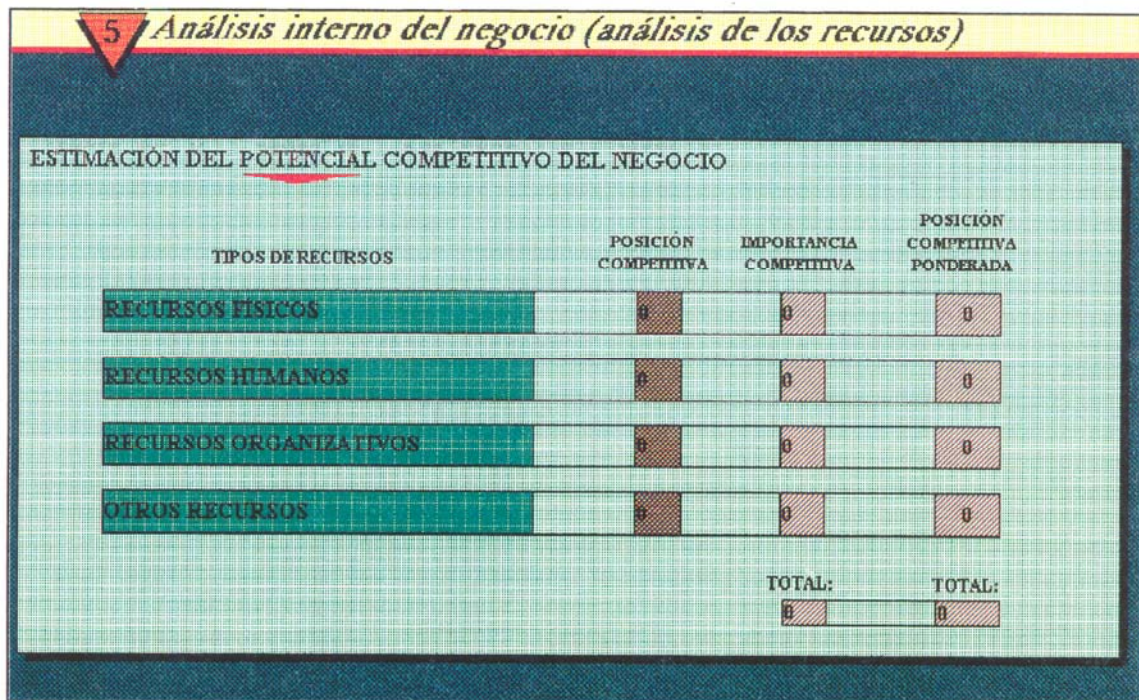 5 Análisis interno del negocio (análisis de los recursos)
ESTIMACIÓN DEL POTENCIAL COMPETITIVO DEL NEGOCIO
TIPOS DE RECURSOS
POSICIÓN
COMPETITIVA
IMPORTANCIA
COMPETITIVA
POSICIÓN
COMPETITIVA
PONDERADA
RECURSOS FÍSICOS 0 0 0
RECURSOS HUMANOS 0 0 0
RECURSOS ORGANIZATIVOS 0 0 0
OTROS RECURSOS 0 0 0
TOTAL: TOTAL:
0 0